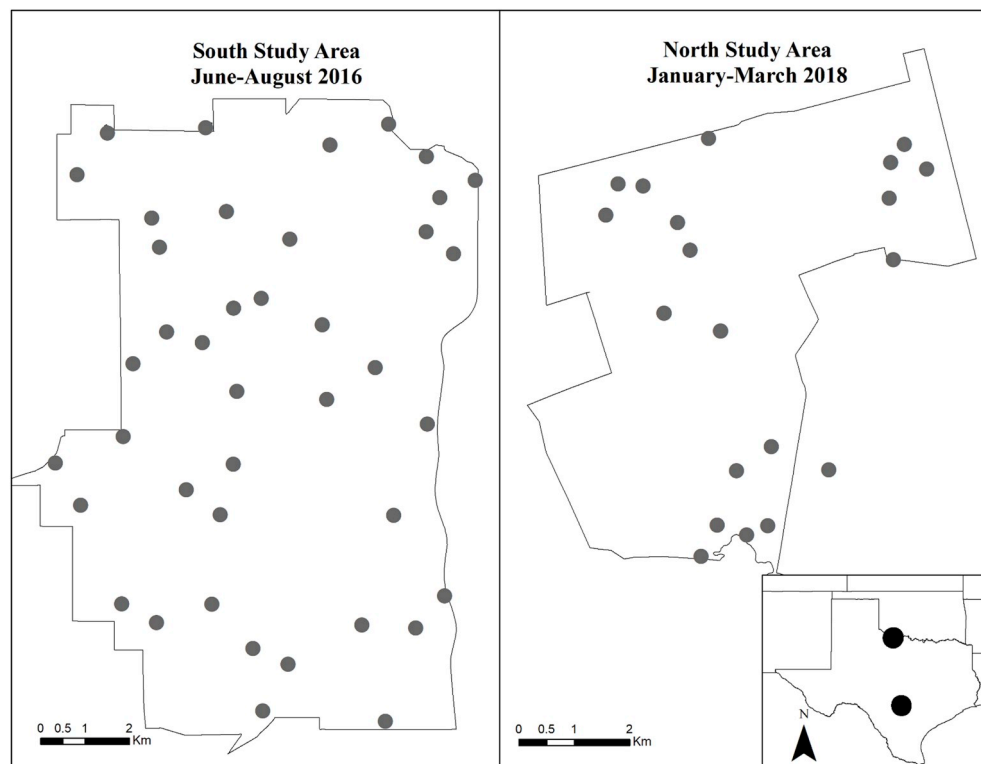 South Study Area
June-August 2016
North Study Area
January-March 2018
0 0.5 1 2
Km
0 0.5 1 2
Km
N